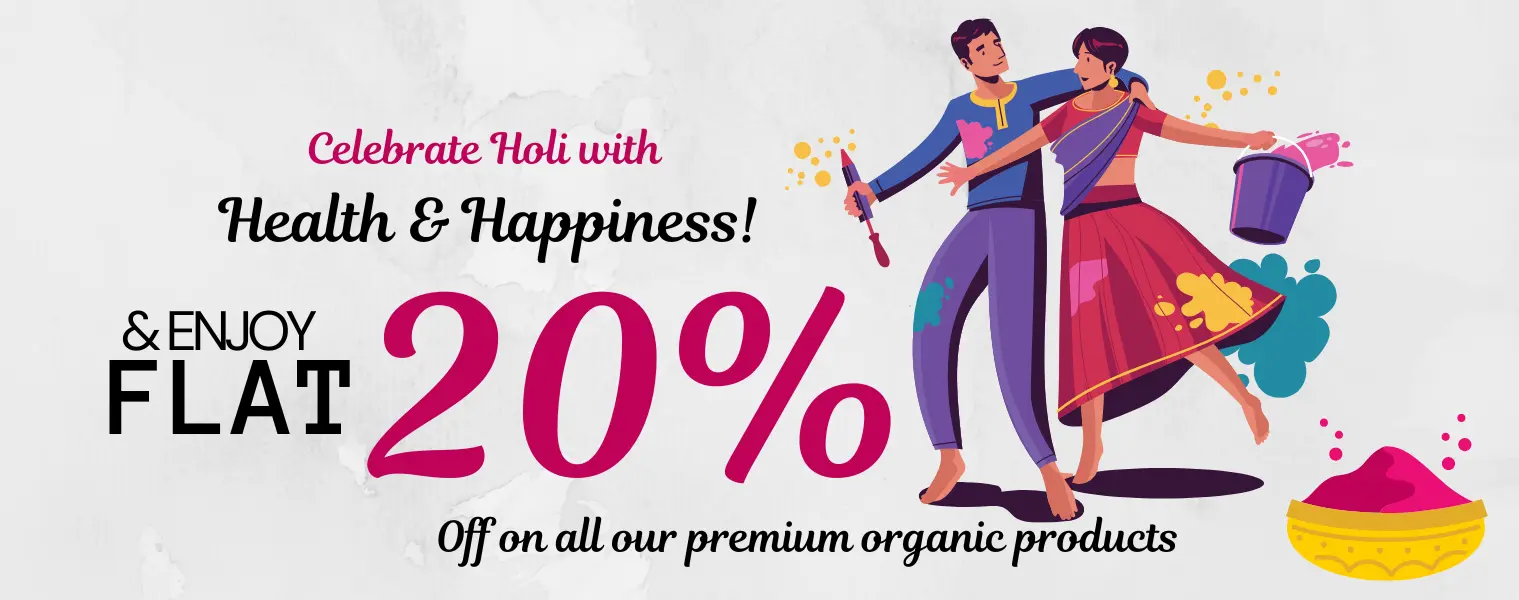 Celebrate Holi with
Health & Happiness!
& ENJOY
FLAT
20%
Off on all our premium organic products